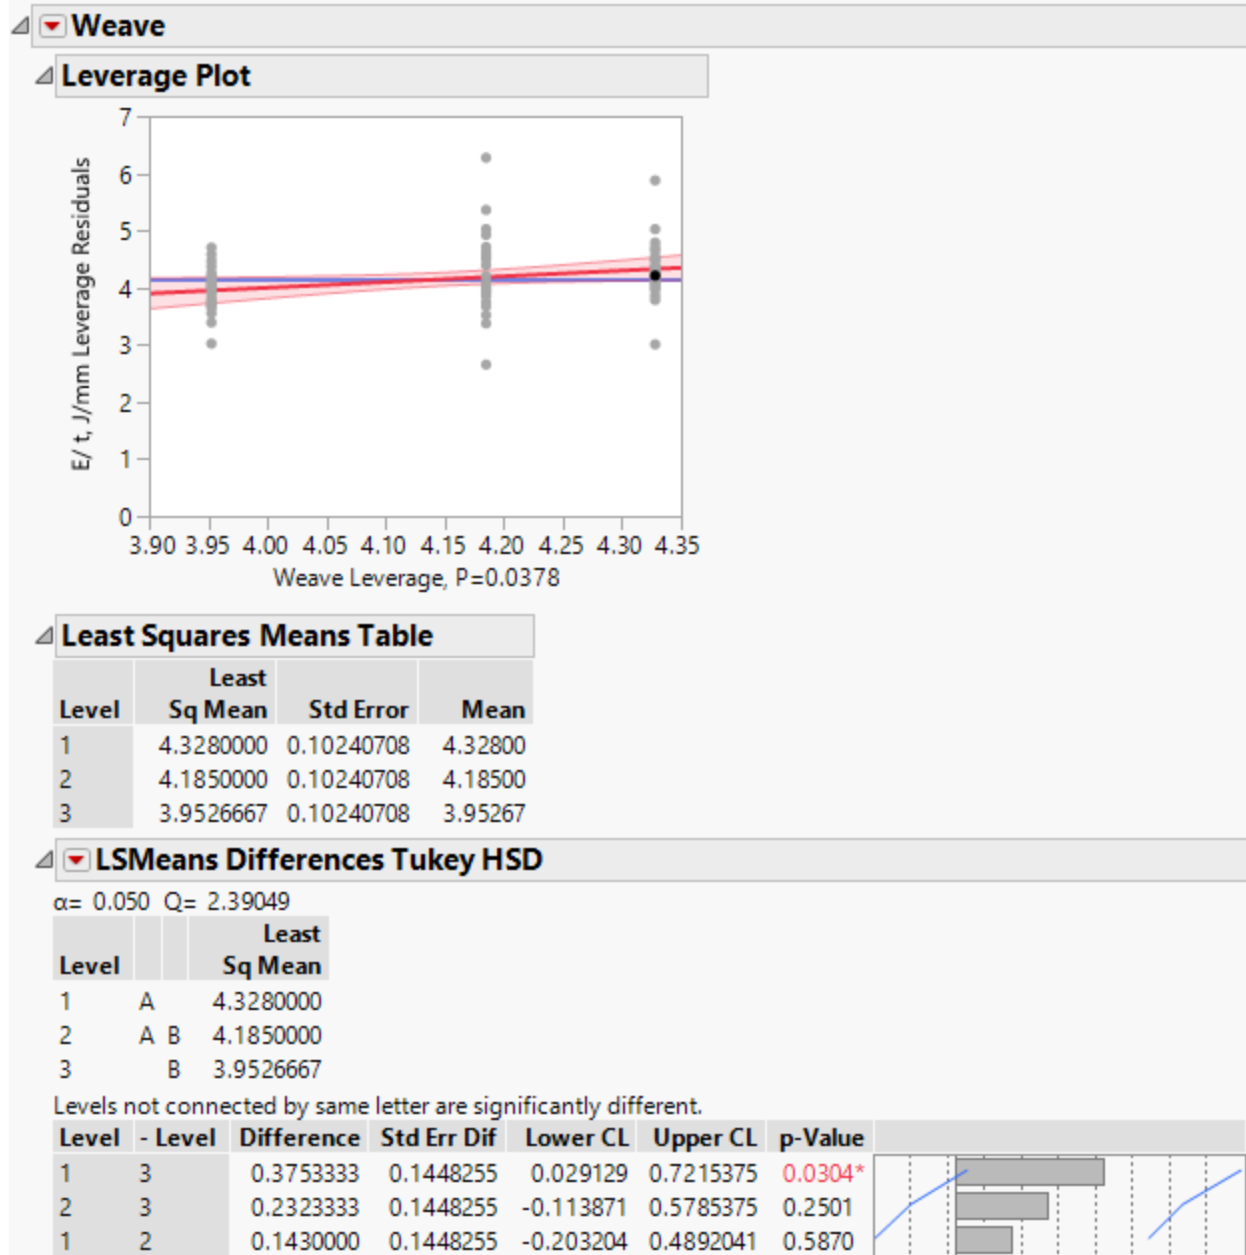 Weave
Leverage Plot
7
6
5
4
3
2
1
0
E/ t, J/mm Leverage Residuals
3.90 3.95 4.00 4.05 4.10 4.15 4.20 4.25 4.30 4.35
Weave Leverage, P=0.0378
Least Squares Means Table
Least
Level Sq Mean Std Error Mean
1 4.3280000 0.10240708 4.32800
2 4.1850000 0.10240708 4.18500
3 3.9526667 0.10240708 3.95267
LSMeans Differences Tukey HSD
α= 0.050 Q= 2.39049
Least
Level Sq Mean
1 A 4.3280000
2 A B 4.1850000
3 B 3.9526667
Levels not connected by same letter are significantly different.
Level - Level Difference Std Err Dif Lower CL Upper CL p-Value
1 3 0.3753333 0.1448255 0.029129 0.7215375 0.0304*
2 3 0.2323333 0.1448255 -0.113871 0.5785375 0.2501
1 2 0.1430000 0.1448255 -0.203204 0.4892041 0.5870